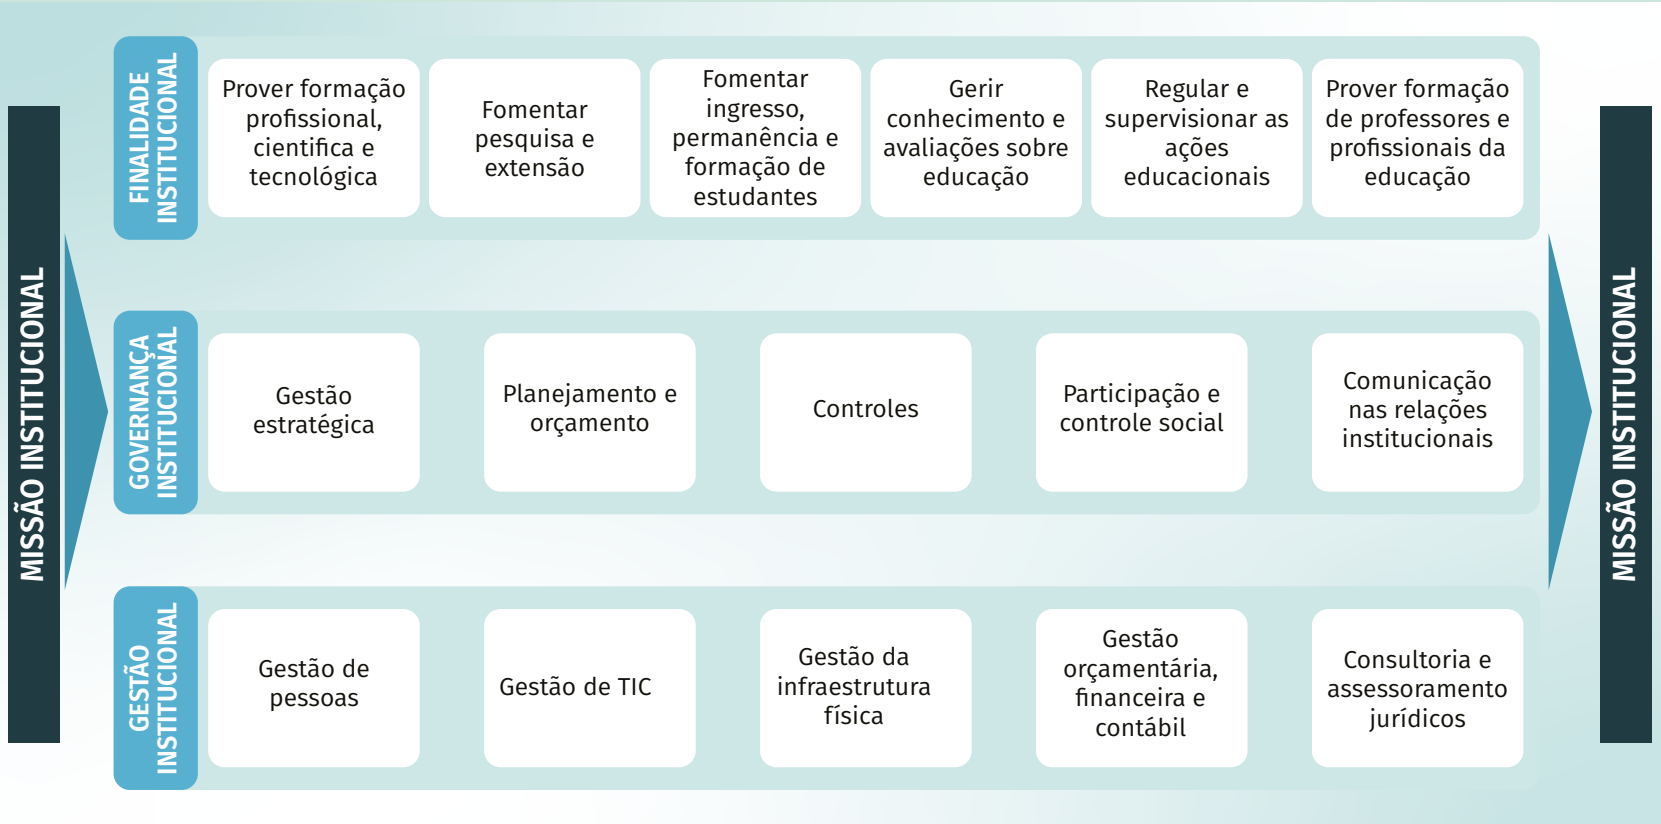 MISSÃO INSTITUCIONAL
FINALIDADE
INSTITUCIONAL
Prover formação
profissional,
cientifica e
tecnológica
Fomentar
pesquisa e
extensão
Fomentar
ingresso,
permanência e
formação de
estudantes
Gerir
conhecimento e
avaliações sobre
educação
Regular e
supervisionar as
ações
educacionais
Prover formação
de professores e
profissionais da
educação
GOVERNANÇA
INSTITUCIONAL
Gestão
estratégica
Planejamento e
orçamento
Controles
Participação e
controle social
Comunicação
nas relações
institucionais
GESTÃO
INSTITUCIONAL
Gestão de
pessoas
Gestão de TIC
Gestão da
infraestrutura
física
Gestão
orçamentária,
financeira e
contábil
Consultoria e
assessoramento
jurídicos
MISSÃO INSTITUCIONAL